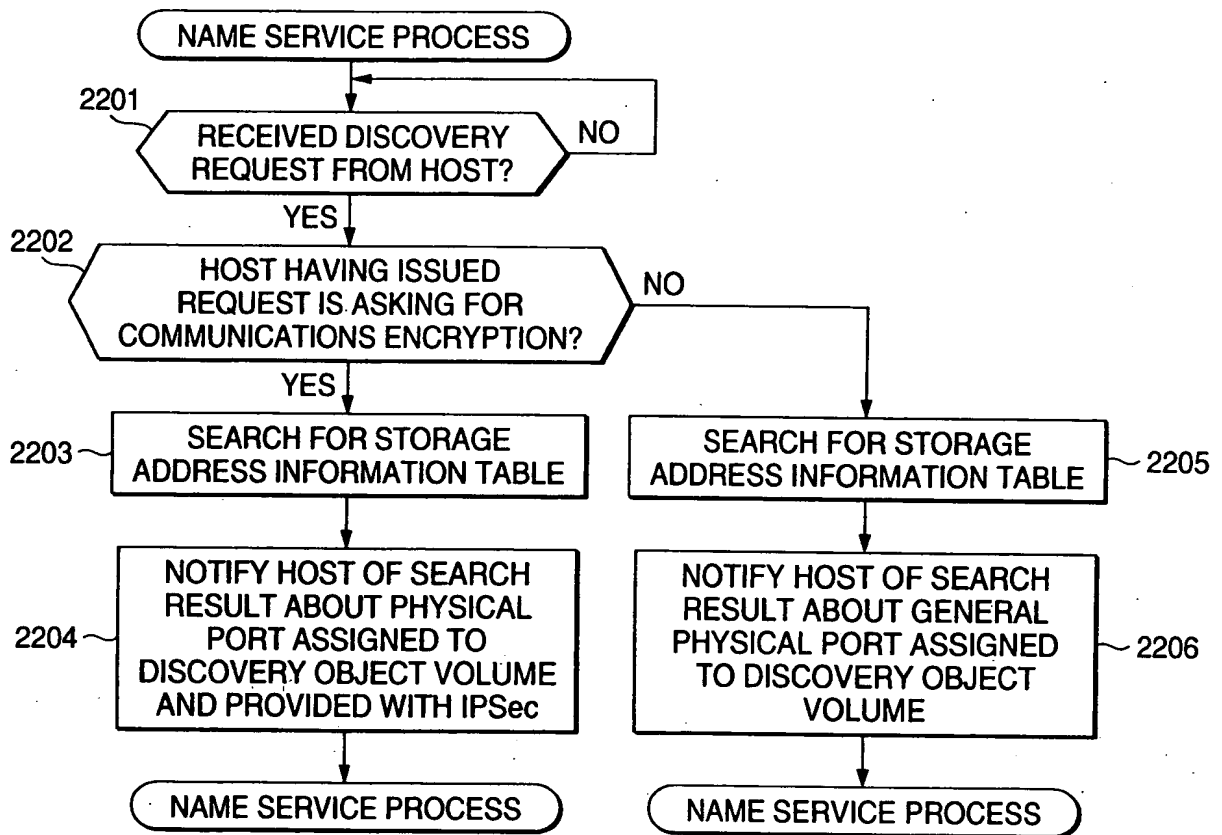 NAME SERVICE PROCESS
2201
RECEIVED DISCOVERY
REQUEST FROM HOST?
NO
YES
2202
HOST HAVING ISSUED
REQUEST IS ASKING FOR
COMMUNICATIONS ENCRYPTION?
NO
YES
2203
SEARCH FOR STORAGE
ADDRESS INFORMATION TABLE
SEARCH FOR STORAGE
ADDRESS INFORMATION TABLE
2205
2204
NOTIFY HOST OF SEARCH
RESULT ABOUT PHYSICAL
PORT ASSIGNED TO
DISCOVERY OBJECT VOLUME
AND PROVIDED WITH IPSec
NOTIFY HOST OF SEARCH
RESULT ABOUT GENERAL
PHYSICAL PORT ASSIGNED
TO DISCOVERY OBJECT
VOLUME
2206
NAME SERVICE PROCESS
NAME SERVICE PROCESS